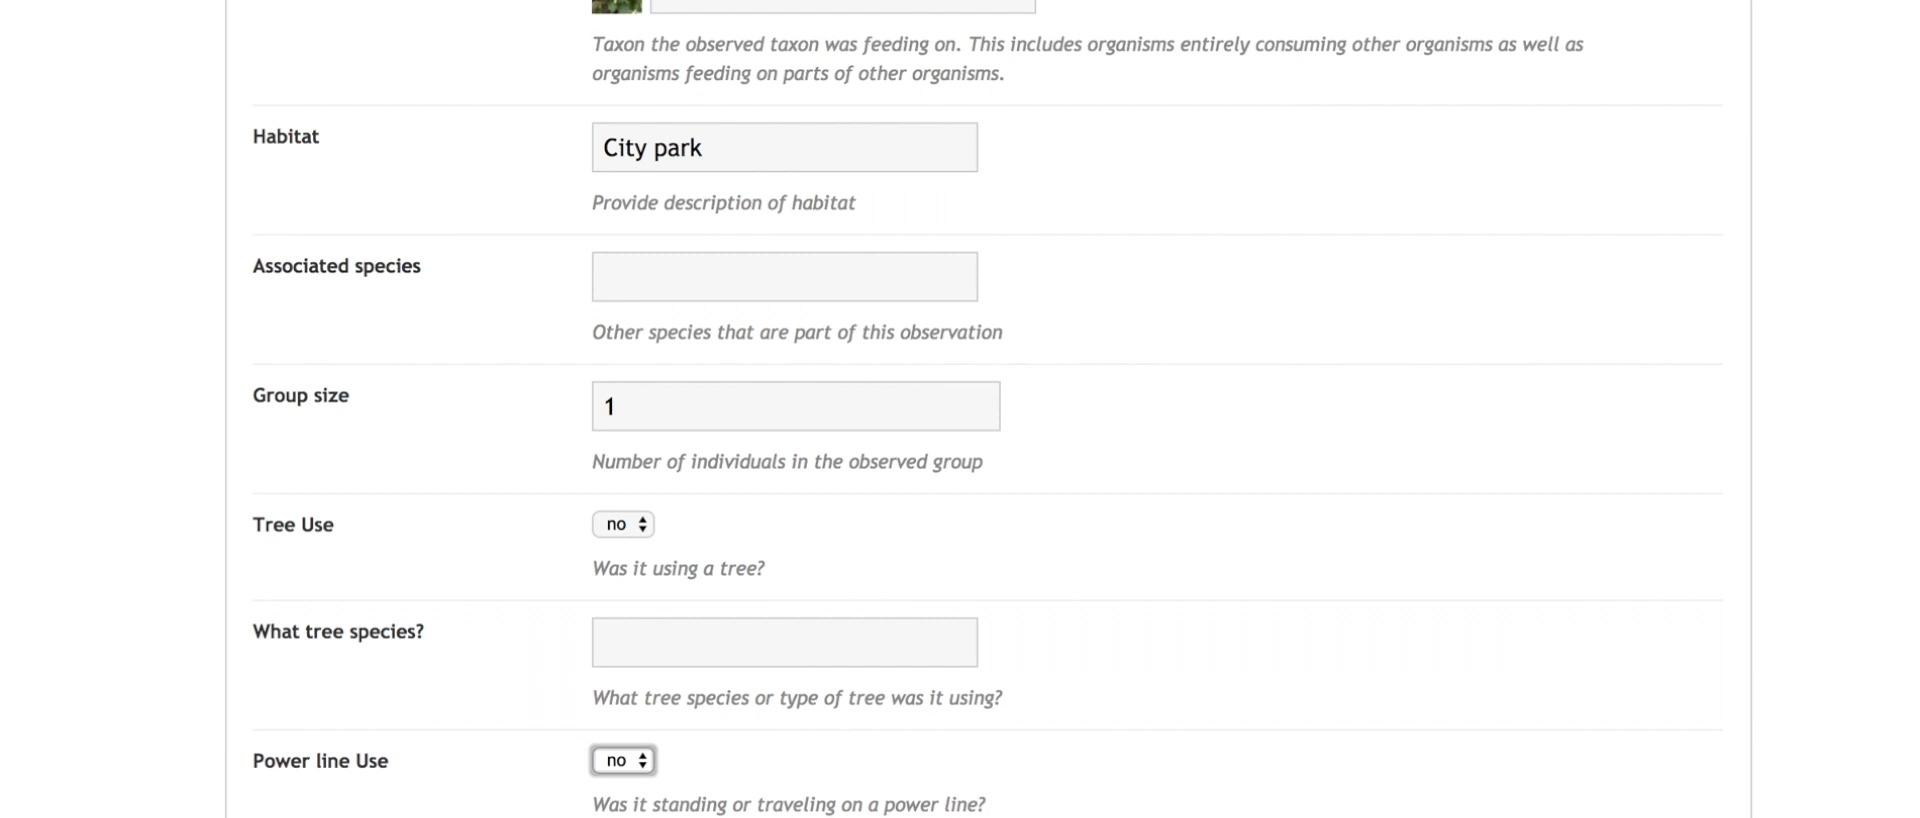 Taxon the observed taxon was feeding on. This includes organisms entirely consuming other organisms as well as
organisms feeding on parts of other organisms.
Habitat
City park
Provide description of habitat
Associated species
Other species that are part of this observation
Group size
1
Number of individuals in the observed group
Tree Use
no
Was it using a tree?
What tree species?
What tree species or type of tree was it using?
Power line Use
no
Was it standing or traveling on a power line?